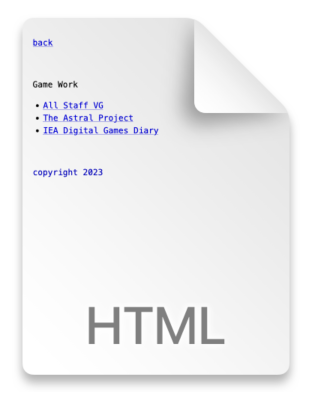 back
Game Work
• All Staff VG
• The Astral Project
• IEA Digital Games Diary
copyright 2023
HTML